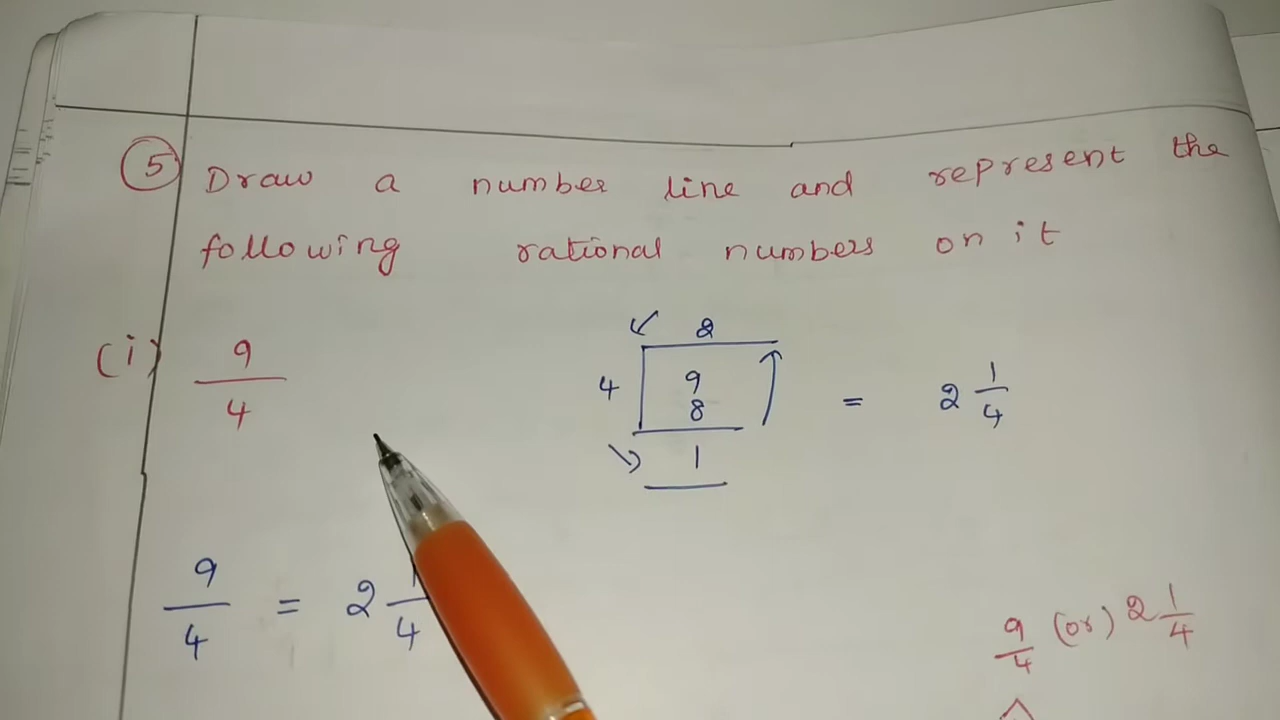 5 Draw a number line and represent the
following rational numbers on it
(i) 9/4
2
4 9 = 2 1/4
8
1
9/4 = 2 1/4
9/4 (or) 2 1/4